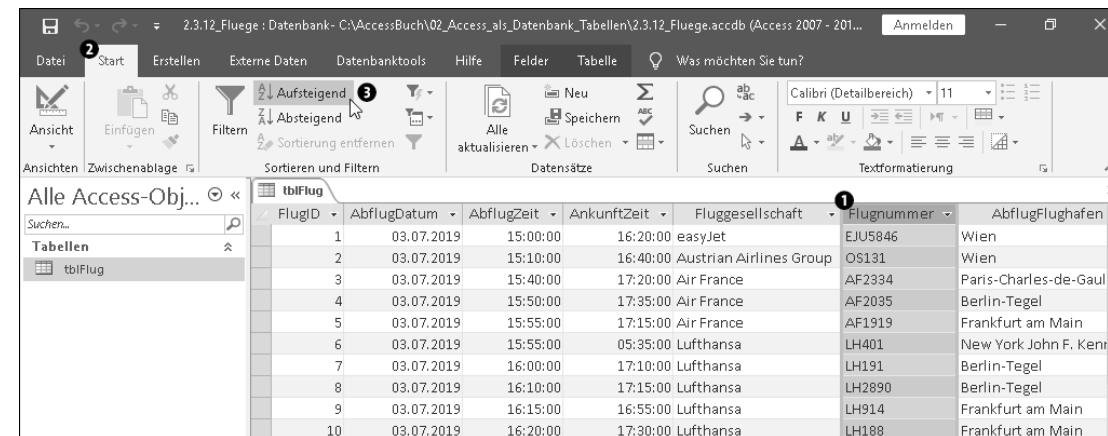 2.3.12_Fluege : Datenbank- C:\AccessBuch\02_Access_als_Datenbank_Tabellen\2.3.12_Fluege.accdb (Access 2007 - 201... Anmelden
2
Datei Start Erstellen Externe Daten Datenbanktools Hilfe Felder Tabelle Was möchten Sie tun?
Ansicht
Einfügen
Filtern
Aufsteigend 3
Absteigend
Sortierung entfernen
Alle aktualisieren
Neu
Speichern
Löschen
Suchen
Calibri (Detailbereich) 11
F K U
Ansichten Zwischenablage Sortieren und Filtern Datensätze Suchen Textformatierung
Alle Access-Obj...
Suchen...
Tabellen
tblFlug
tblFlug
1
FlugID AbflugDatum AbflugZeit AnkunftZeit Fluggesellschaft Flugnummer AbflugFlughafen
1 03.07.2019 15:00:00 16:20:00 easyJet EJU5846 Wien
2 03.07.2019 15:10:00 16:40:00 Austrian Airlines Group OS131 Wien
3 03.07.2019 15:40:00 17:20:00 Air France AF2334 Paris-Charles-de-Gaul
4 03.07.2019 15:50:00 17:35:00 Air France AF2035 Berlin-Tegel
5 03.07.2019 15:55:00 17:15:00 Air France AF1919 Frankfurt am Main
6 03.07.2019 15:55:00 05:35:00 Lufthansa LH401 New York John F. Kenn
7 03.07.2019 16:00:00 17:10:00 Lufthansa LH191 Berlin-Tegel
8 03.07.2019 16:10:00 17:15:00 Lufthansa LH2890 Berlin-Tegel
9 03.07.2019 16:15:00 16:55:00 Lufthansa LH914 Frankfurt am Main
10 03.07.2019 16:20:00 17:30:00 Lufthansa LH188 Frankfurt am Main